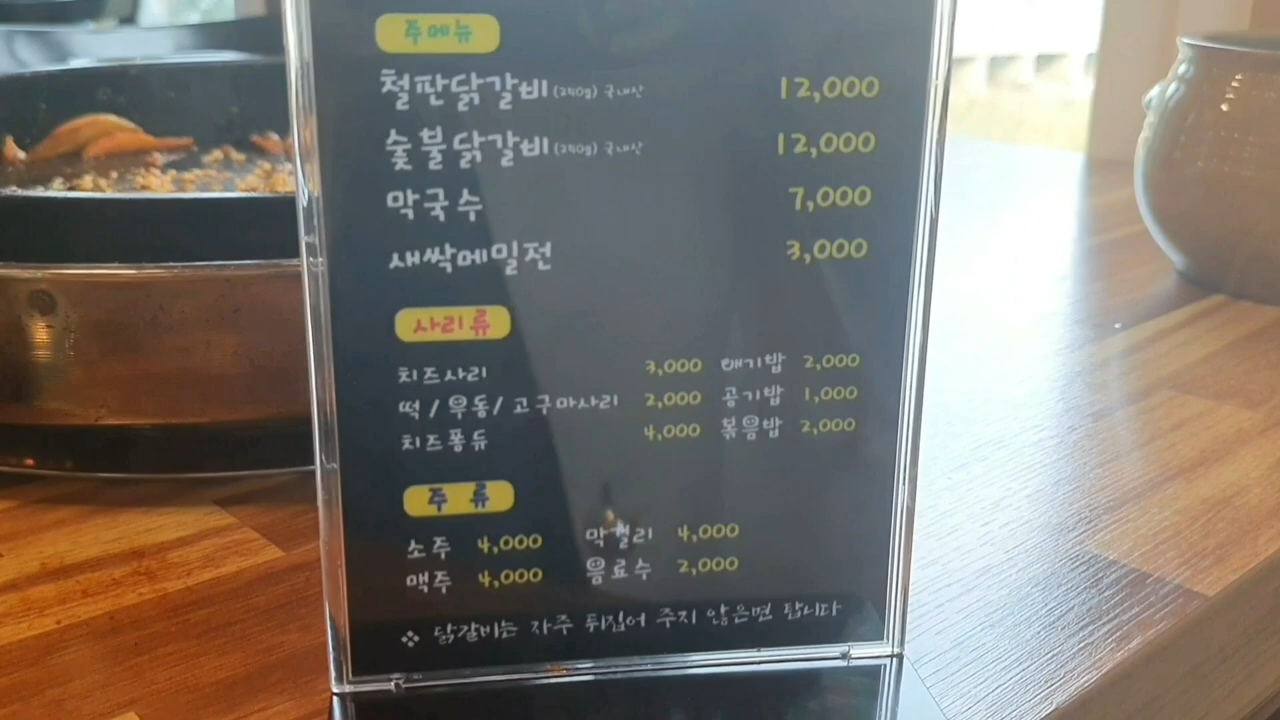 주메뉴
철판닭갈비(250g) 국내산 12,000
숯불닭갈비(250g) 국내산 12,000
막국수 7,000
새싹메밀전 3,000
사리류
치즈사리 3,000 때기밥 2,000
떡/우동/고구마사리 2,000 공기밥 1,000
치즈퐁듀 4,000 볶음밥 2,000
주 류
소주 4,000 막걸리 4,000
맥주 4,000 음료수 2,000
❖ 닭갈비는 자주 뒤집어 주지 않으면 탑니다